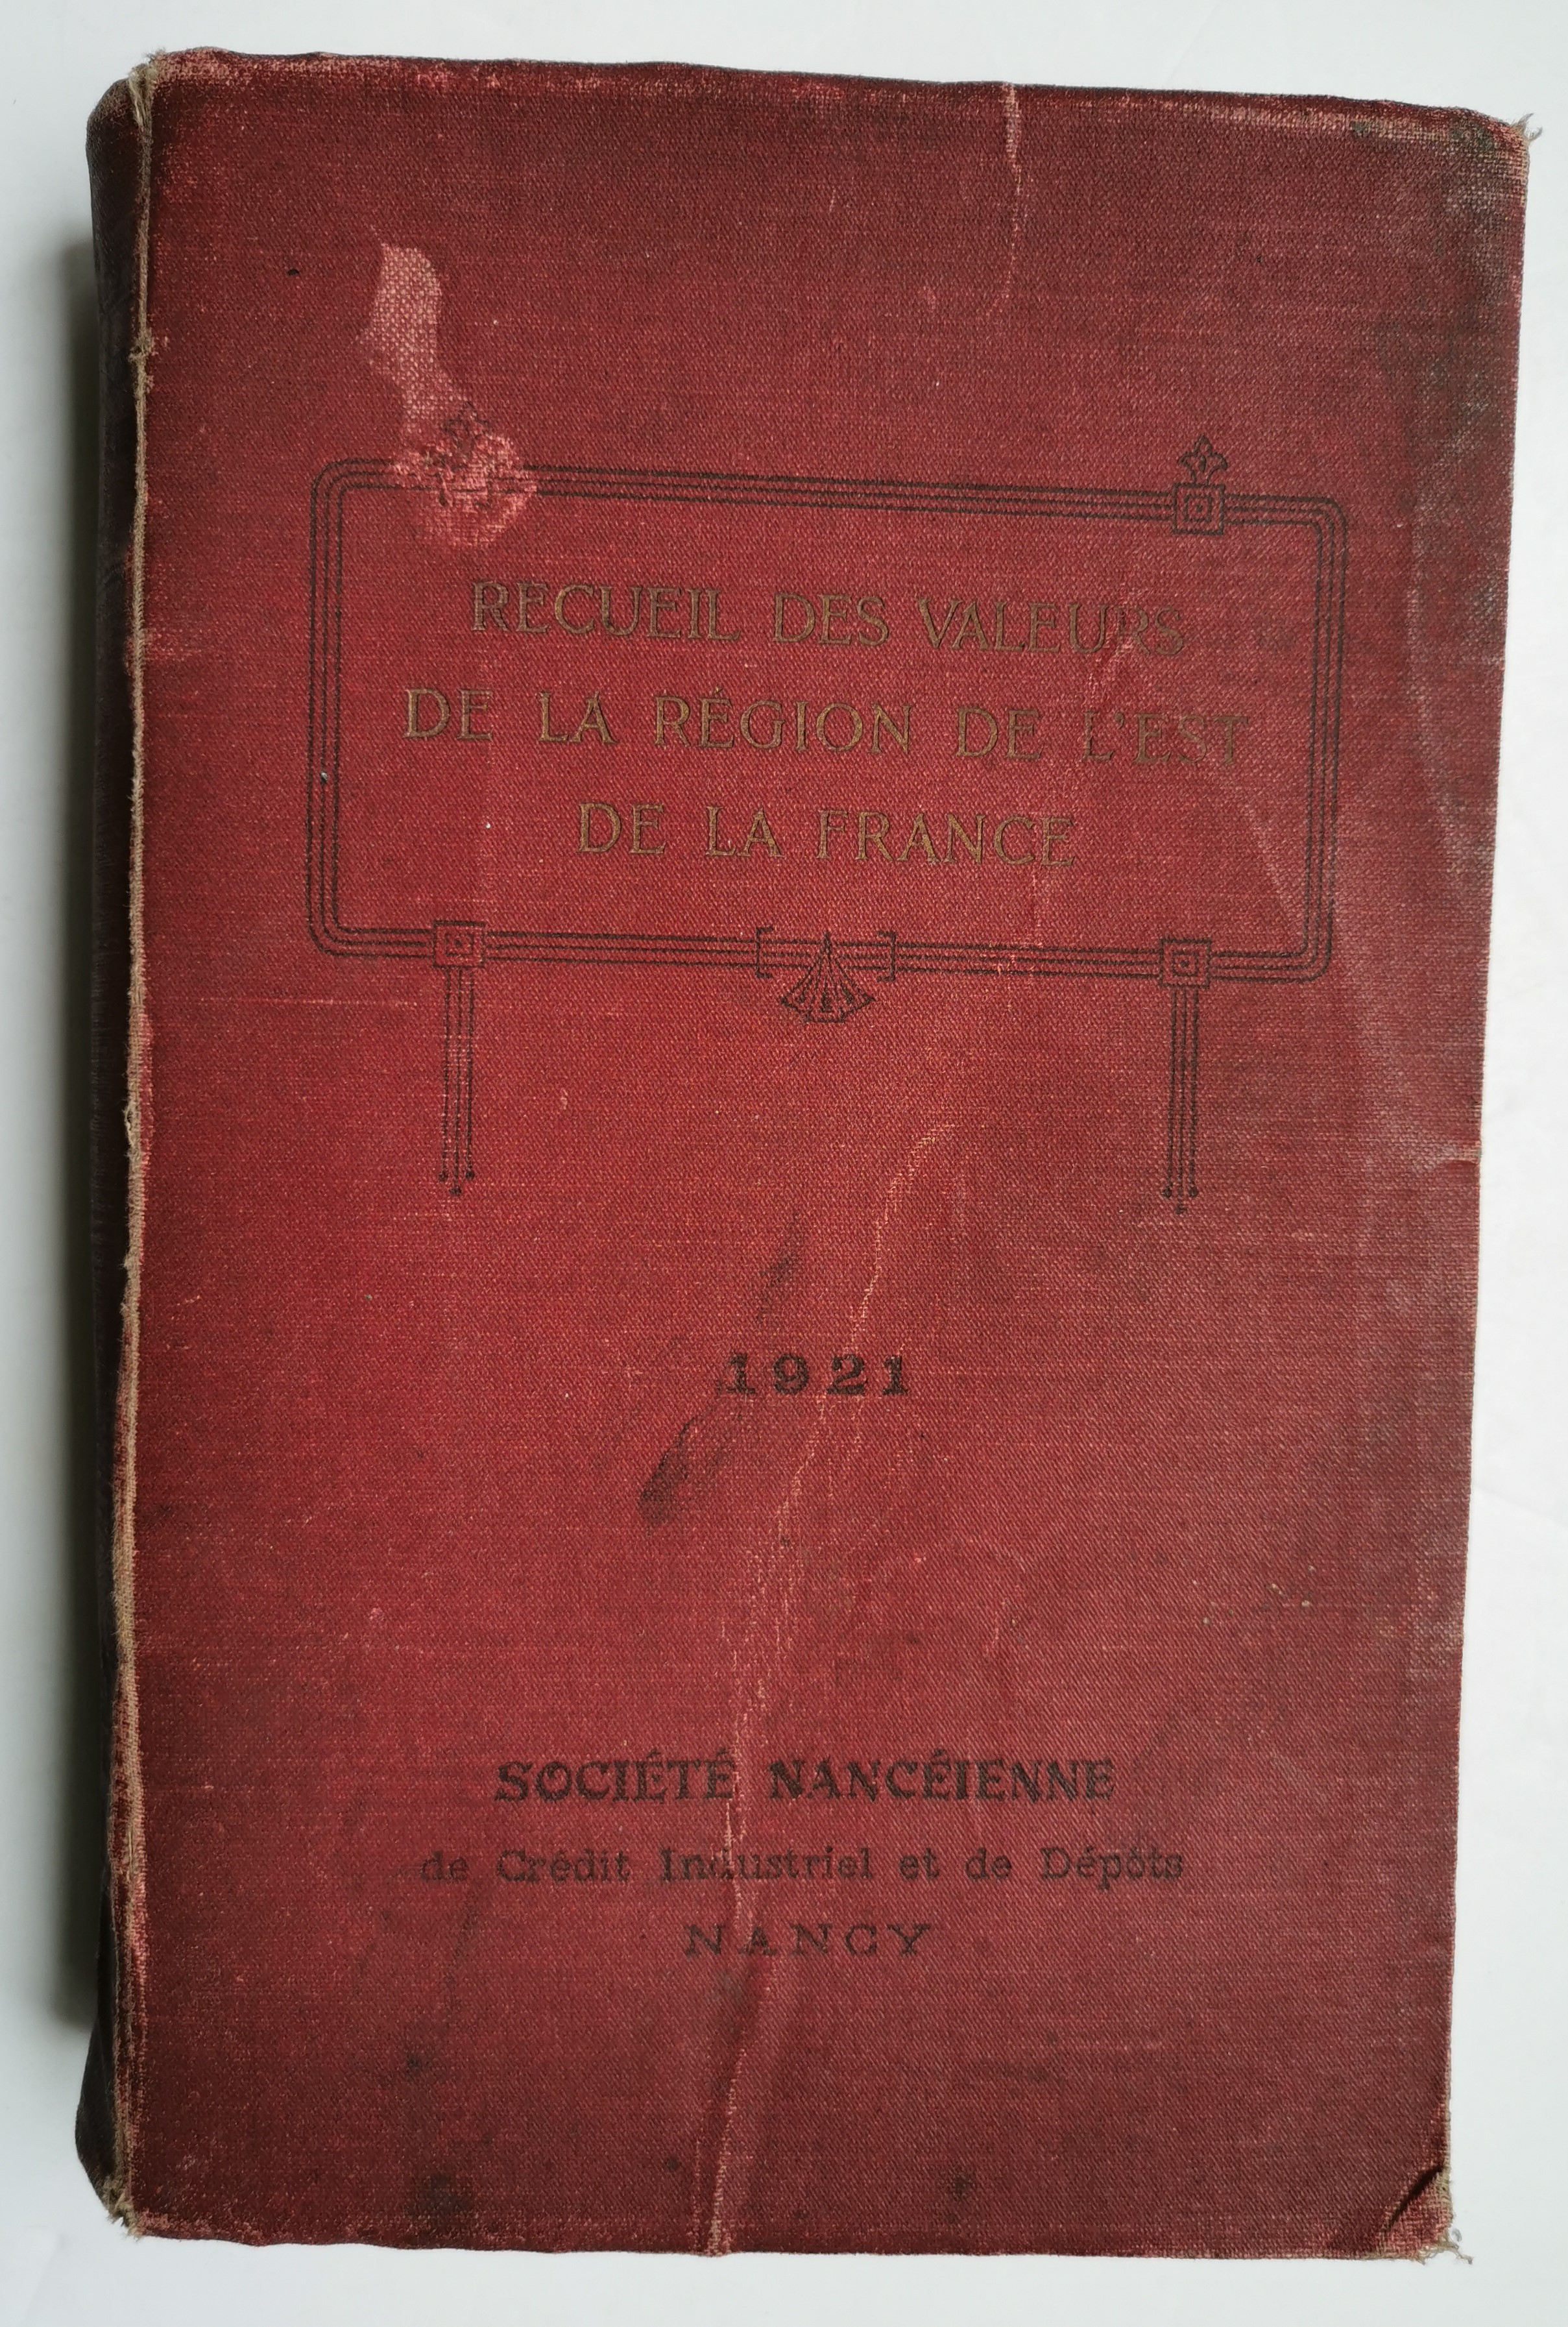 RECUEIL DES VALEURS
DE LA RÉGION DE L'EST
DE LA FRANCE
1921
SOCIÉTÉ NANCÉIENNE
de Crédit Industriel et de Dépôts
NANCY